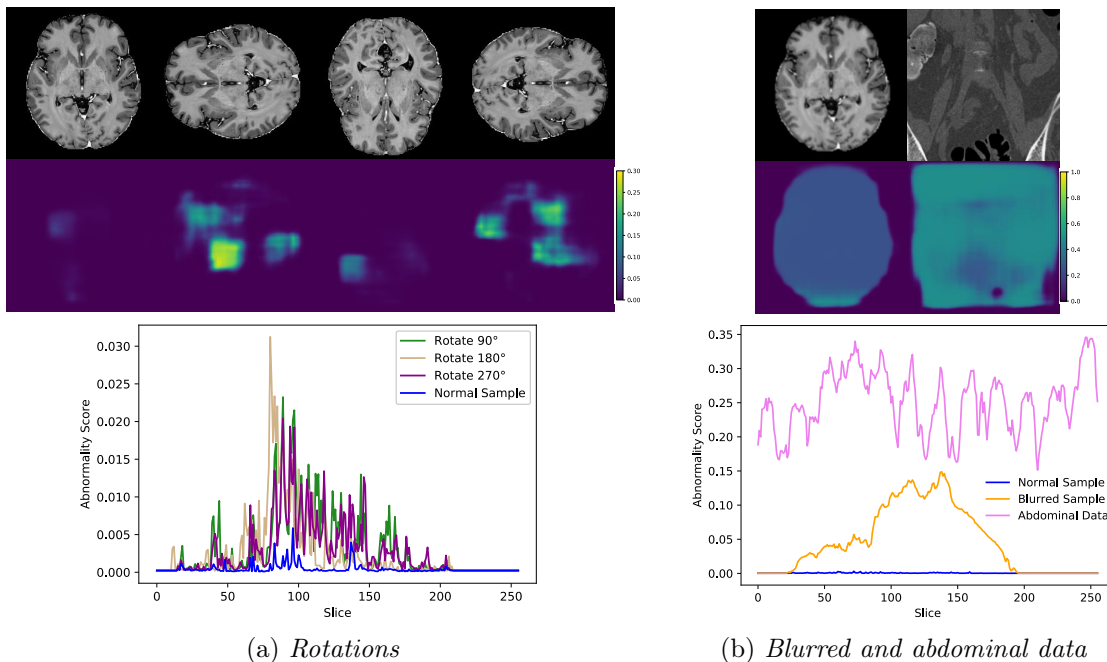 0.30
0.25
0.20
0.15
0.10
0.05
0.00
0.030
0.025
0.020
0.015
0.010
0.005
0.000
Abnormality Score
Rotate 90°
Rotate 180°
Rotate 270°
Normal Sample
0 50 100 150 200 250
Slice
(a) Rotations
1.0
0.8
0.6
0.4
0.2
0.0
0.35
0.30
0.25
0.20
0.15
0.10
0.05
0.00
Abnormality Score
Normal Sample
Blurred Sample
Abdominal Data
0 50 100 150 200 250
Slice
(b) Blurred and abdominal data